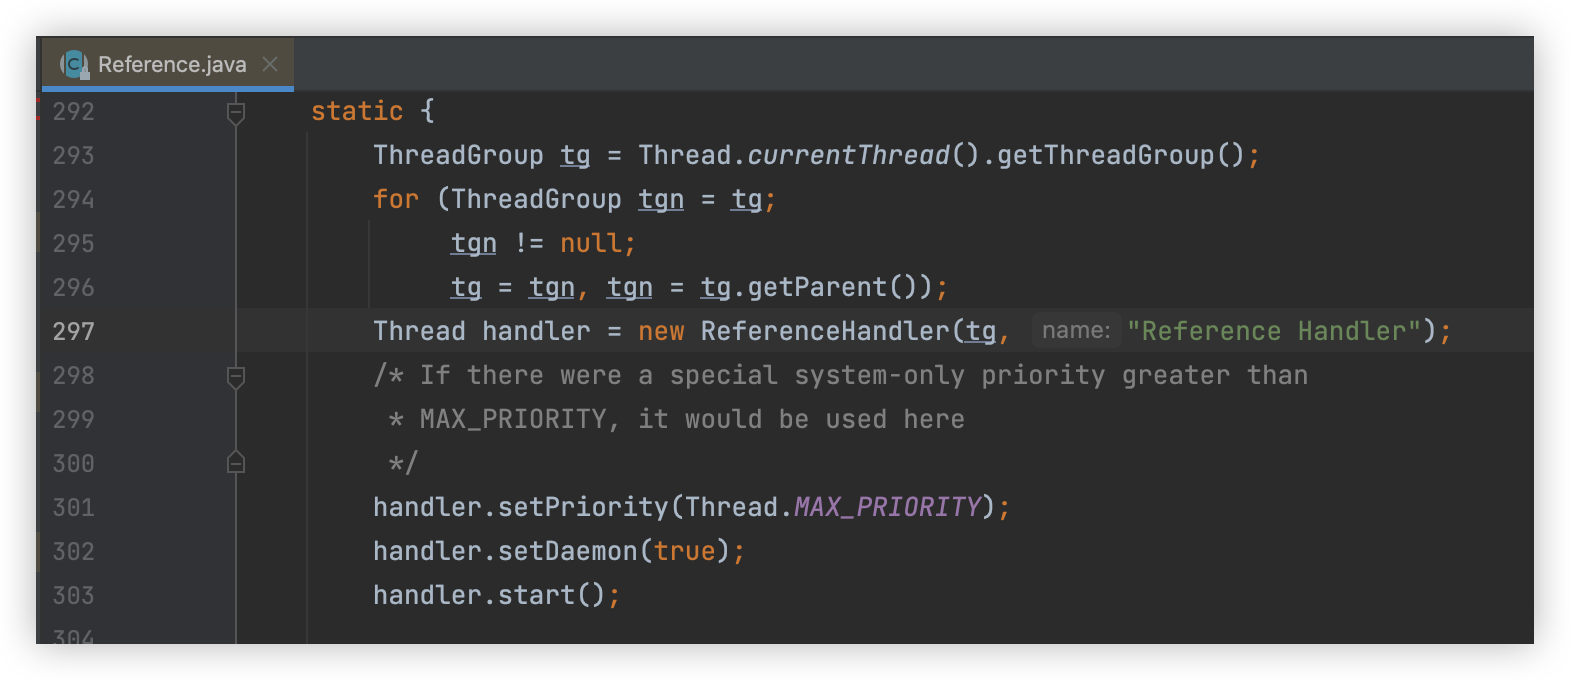 Reference.java
292 static {
293 ThreadGroup tg = Thread.currentThread().getThreadGroup();
294 for (ThreadGroup tgn = tg;
295 tgn != null;
296 tg = tgn, tgn = tg.getParent());
297 Thread handler = new ReferenceHandler(tg, name: "Reference Handler");
298 /* If there were a special system-only priority greater than
299 * MAX_PRIORITY, it would be used here
300 */
301 handler.setPriority(Thread.MAX_PRIORITY);
302 handler.setDaemon(true);
303 handler.start();
304